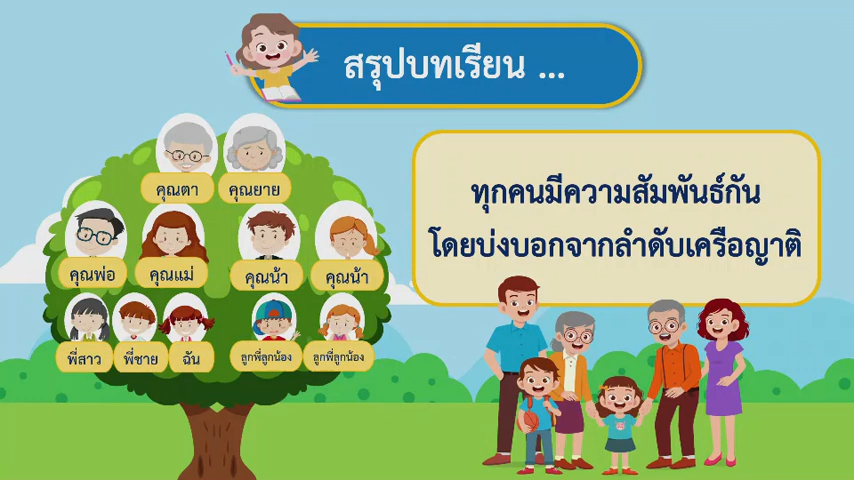 สรุปบทเรียน ...
คุณตา
คุณยาย
คุณพ่อ
คุณแม่
คุณน้า
คุณน้า
พี่สาว
พี่ชาย
ฉัน
ลูกพี่ลูกน้อง
ลูกพี่ลูกน้อง
ทุกคนมีความสัมพันธ์กัน
โดยบ่งบอกจากลำดับเครือญาติ